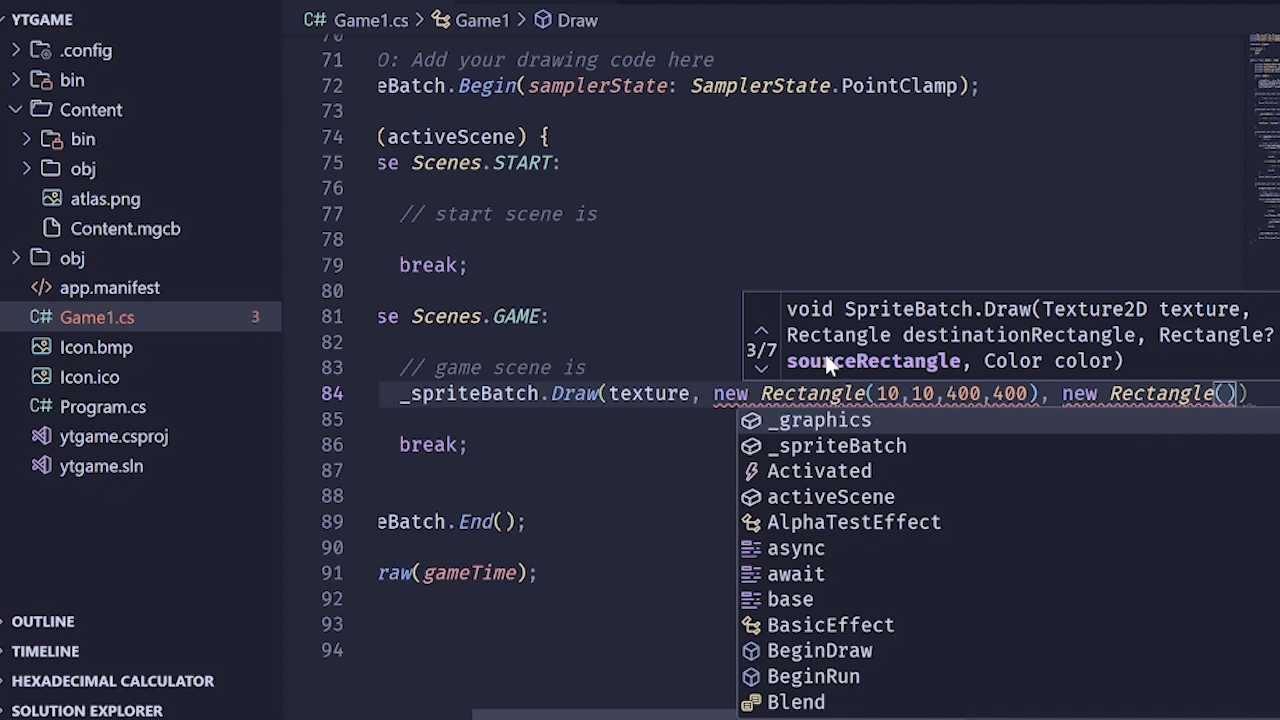 YTGAME
.config
bin
Content
bin
obj
atlas.png
Content.mgcb
obj
app.manifest
Game1.cs 3
Icon.bmp
Icon.ico
Program.cs
ytgame.csproj
ytgame.sln
OUTLINE
TIMELINE
HEXADECIMAL CALCULATOR
SOLUTION EXPLORER
Game1.cs > Game1 > Draw
70
71 O: Add your drawing code here
72 eBatch.Begin(samplerState: SamplerState.PointClamp);
73
74 (activeScene) {
75 se Scenes.START:
76
77 // start scene is
78
79 break;
80
81 se Scenes.GAME:
82
83 // game scene is
84 _spriteBatch.Draw(texture, new Rectangle(10,10,400,400), new Rectangle())
85
86 break;
87
88
89 eBatch.End();
90
91 raw(gameTime);
92
93
94
3/7
void SpriteBatch.Draw(Texture2D texture,
Rectangle destinationRectangle, Rectangle?
sourceRectangle, Color color)
_graphics
_spriteBatch
Activated
activeScene
AlphaTestEffect
async
await
base
BasicEffect
BeginDraw
BeginRun
Blend